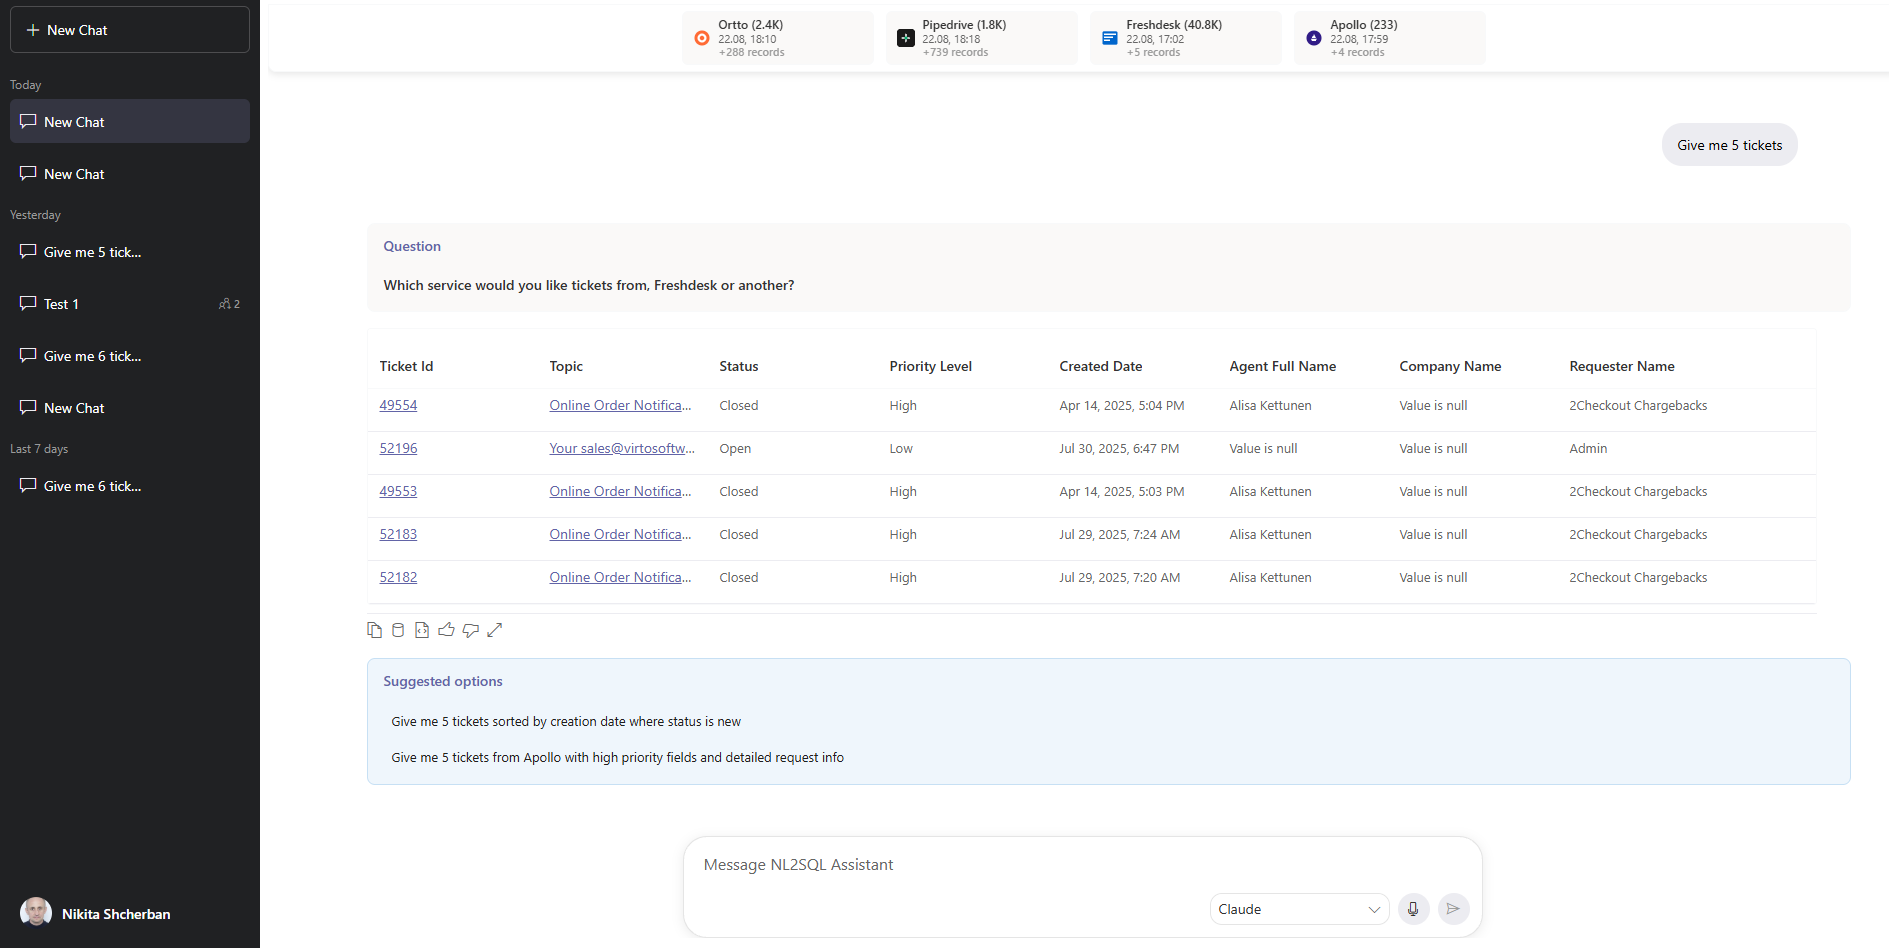 New Chat
Today
New Chat
New Chat
Yesterday
Give me 5 tick...
Test 1
2
Give me 6 tick...
New Chat
Last 7 days
Give me 6 tick...
Nikita Shcherban
Ortto (2.4K)
22.08, 18:10
+288 records
Pipedrive (1.8K)
22.08, 18:18
+739 records
Freshdesk (40.8K)
22.08, 17:02
+5 records
Apollo (233)
22.08, 17:59
+4 records
Give me 5 tickets
Question
Which service would you like tickets from, Freshdesk or another?
Ticket Id Topic Status Priority Level Created Date Agent Full Name Company Name Requester Name
49554 Online Order Notifica... Closed High Apr 14, 2025, 5:04 PM Alisa Kettunen Value is null 2Checkout Chargebacks
52196 Your sales@virtosoftw... Open Low Jul 30, 2025, 6:47 PM Value is null Value is null Admin
49553 Online Order Notifica... Closed High Apr 14, 2025, 5:03 PM Alisa Kettunen Value is null 2Checkout Chargebacks
52183 Online Order Notifica... Closed High Jul 29, 2025, 7:24 AM Alisa Kettunen Value is null 2Checkout Chargebacks
52182 Online Order Notifica... Closed High Jul 29, 2025, 7:20 AM Alisa Kettunen Value is null 2Checkout Chargebacks
Suggested options
Give me 5 tickets sorted by creation date where status is new
Give me 5 tickets from Apollo with high priority fields and detailed request info
Message NL2SQL Assistant
Claude